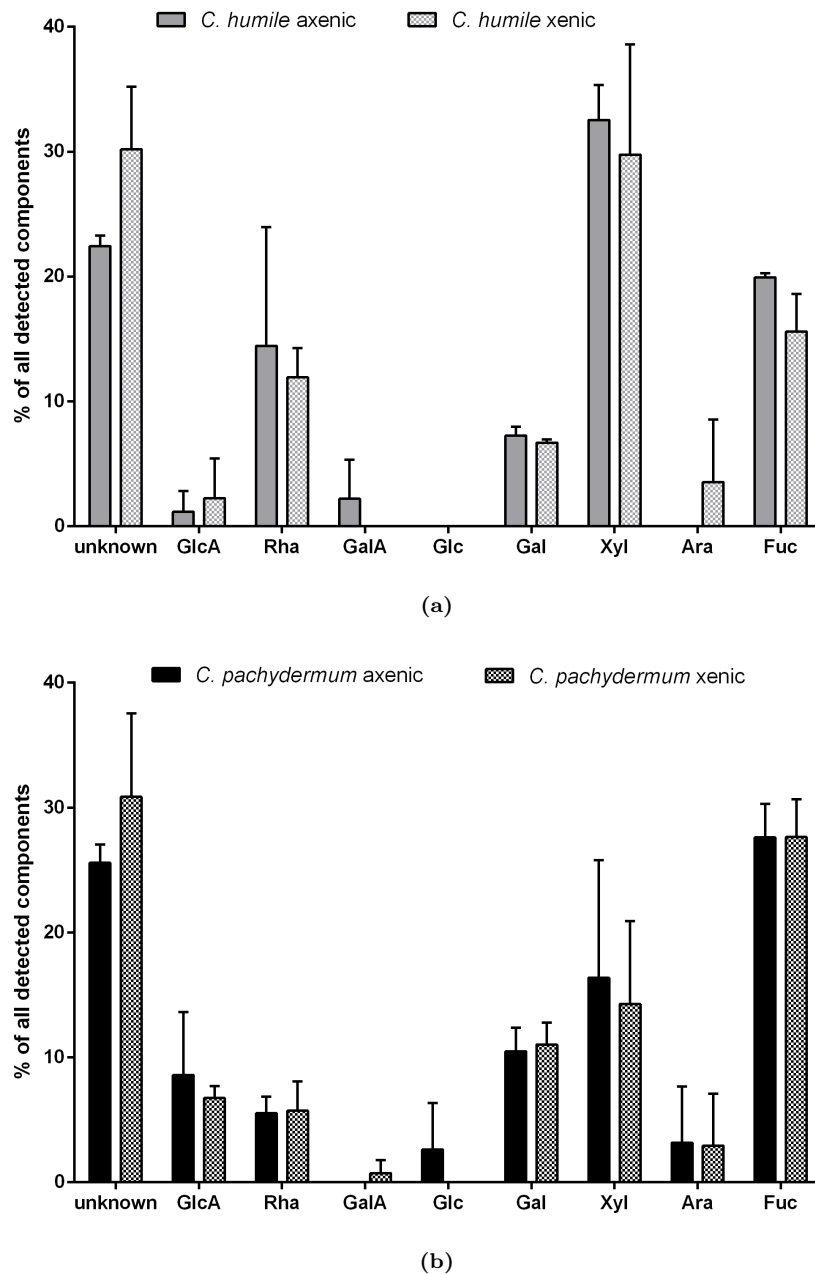 C. humile axenic
C. humile xenic
% of all detected components
40
30
20
10
0
unknown GlcA Rha GalA Glc Gal Xyl Ara Fuc
(a)
C. pachydermum axenic
C. pachydermum xenic
% of all detected components
40
30
20
10
0
unknown GlcA Rha GalA Glc Gal Xyl Ara Fuc
(b)